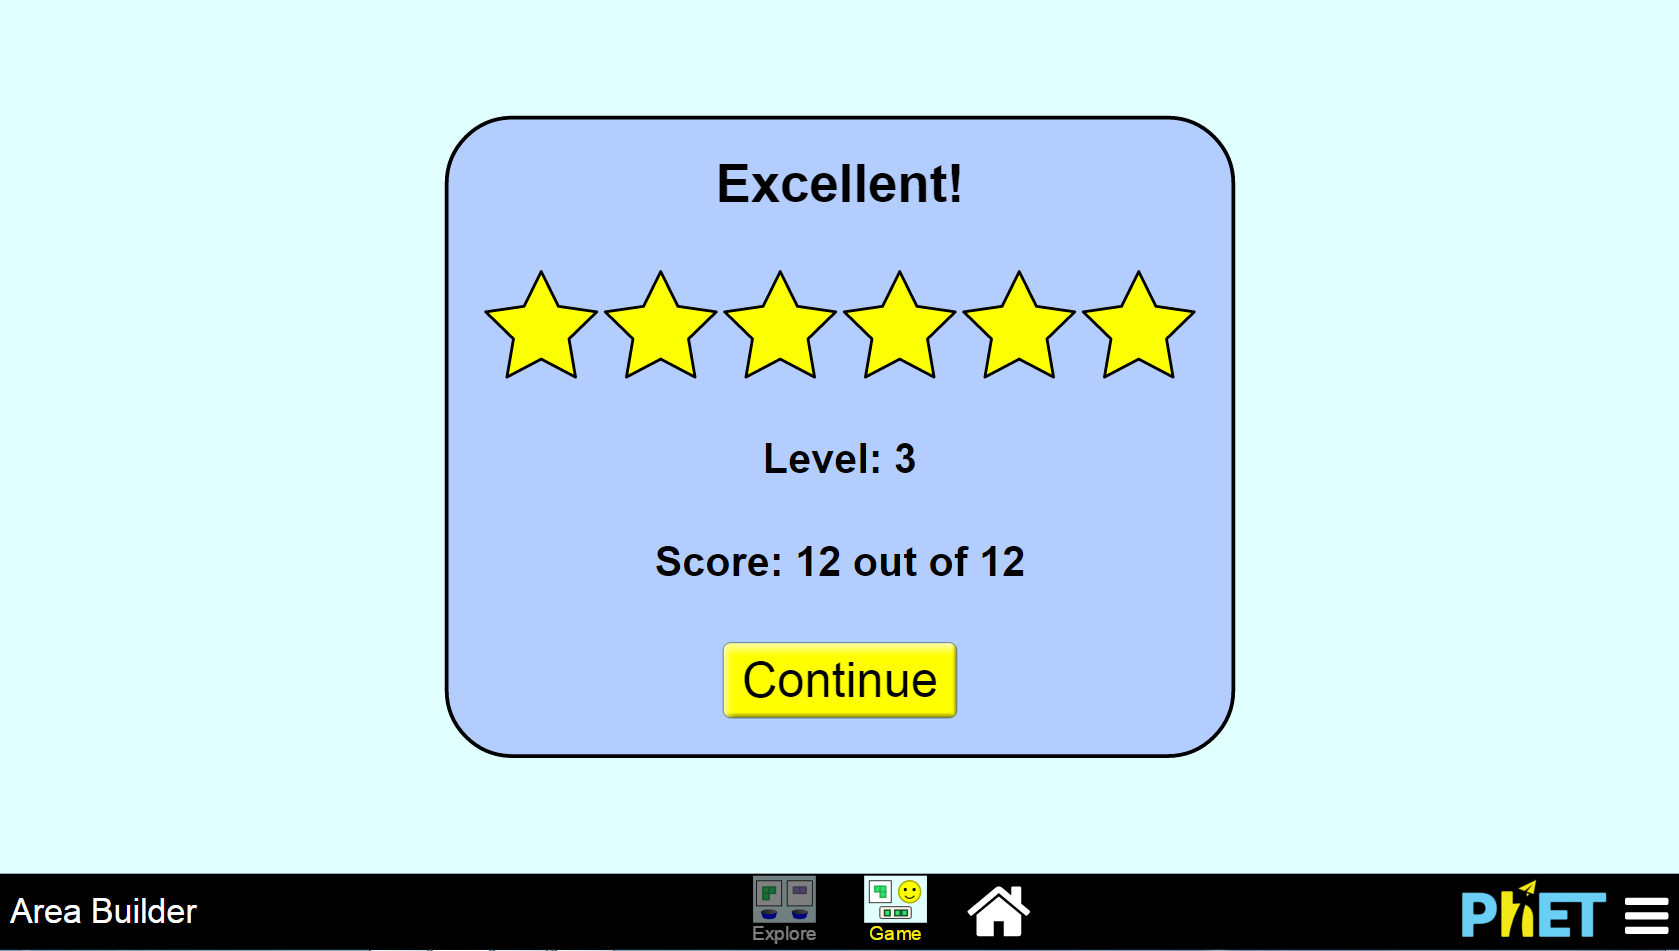 Excellent!
Level: 3
Score: 12 out of 12
Continue
Area Builder
Explore
Game
PhET